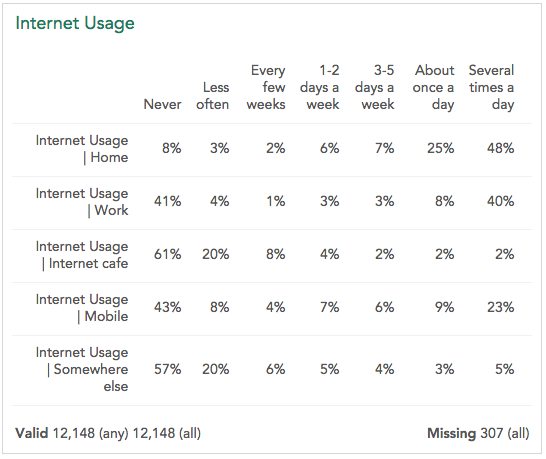 Internet Usage
Never Less often Every few weeks 1-2 days a week 3-5 days a week About once a day Several times a day
Internet Usage | Home 8% 3% 2% 6% 7% 25% 48%
Internet Usage | Work 41% 4% 1% 3% 3% 8% 40%
Internet Usage | Internet cafe 61% 20% 8% 4% 2% 2% 2%
Internet Usage | Mobile 43% 8% 4% 7% 6% 9% 23%
Internet Usage | Somewhere else 57% 20% 6% 5% 4% 3% 5%
Valid 12,148 (any) 12,148 (all) Missing 307 (all)